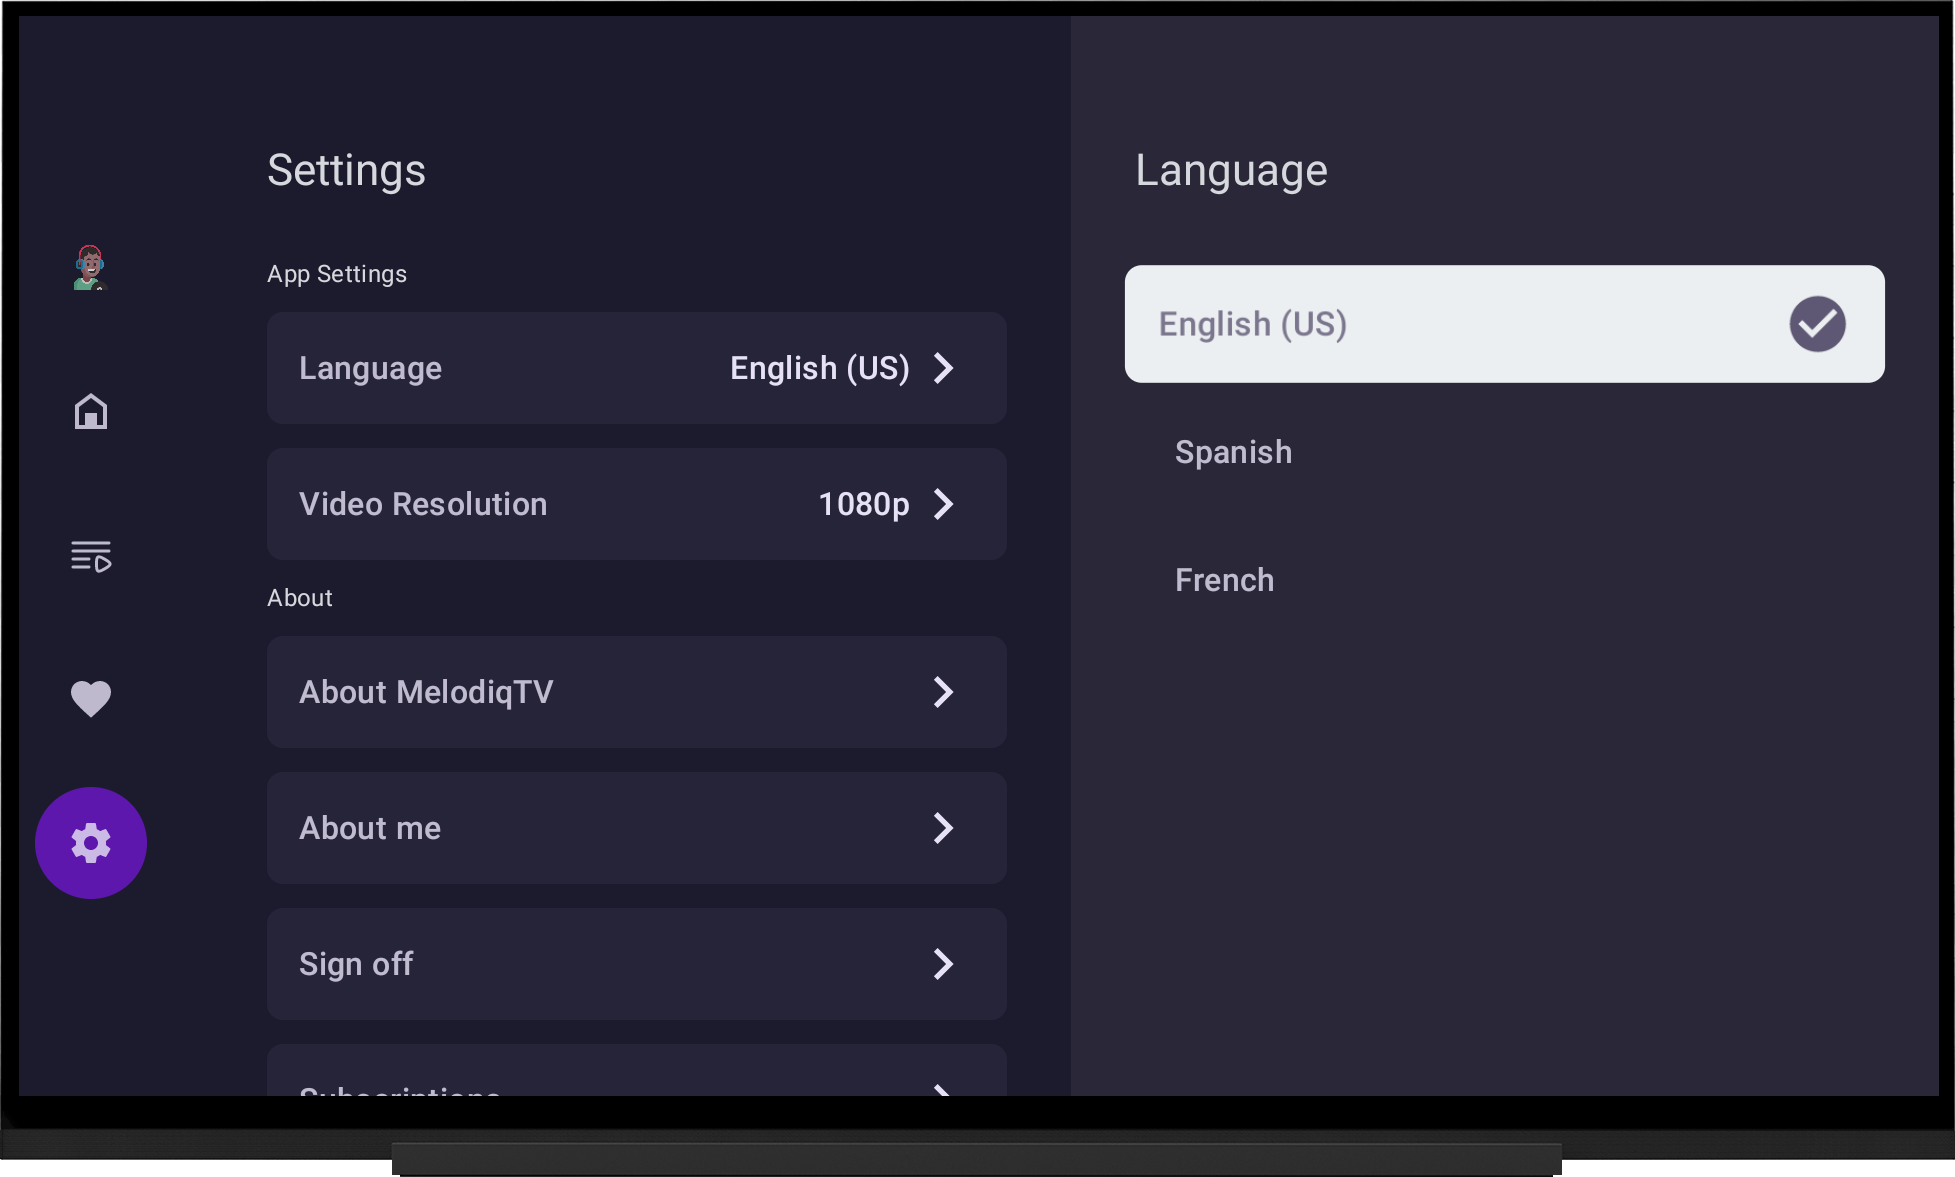 Settings
App Settings
Language English (US)
Video Resolution 1080p
About
About MelodiqTV
About me
Sign off
Subscriptions
Language
English (US)
Spanish
French